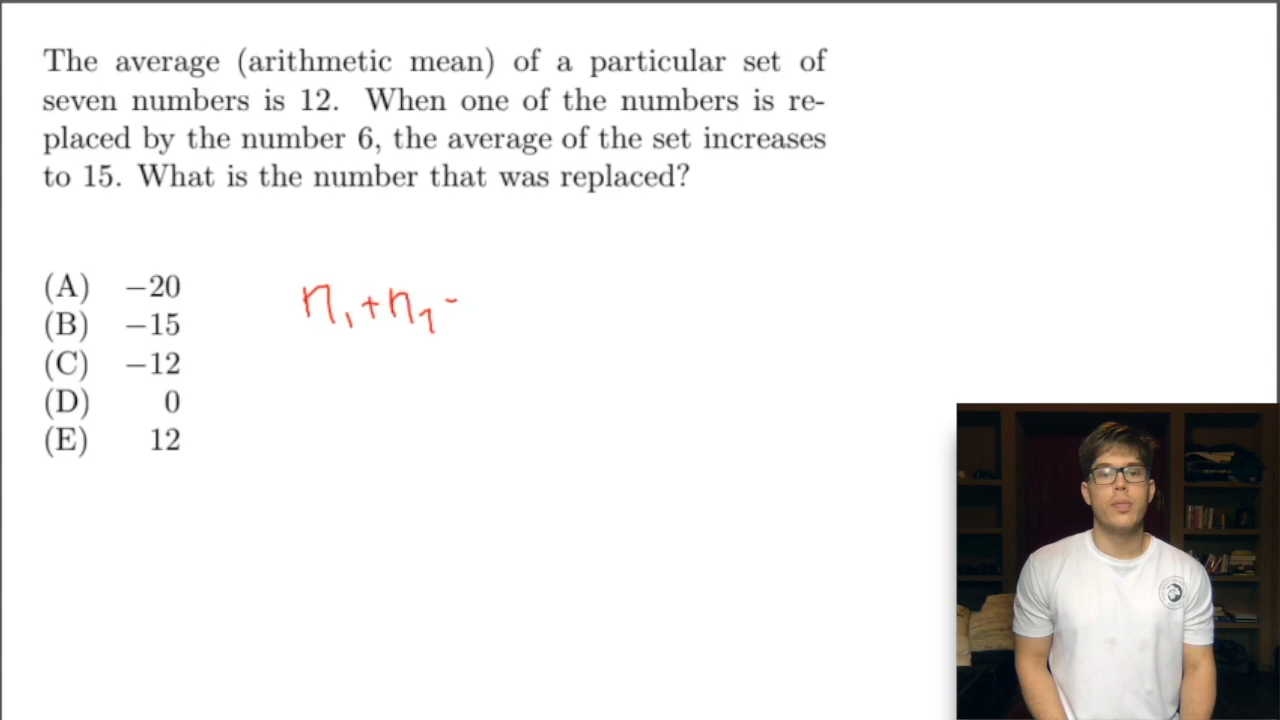 The average (arithmetic mean) of a particular set of
seven numbers is 12. When one of the numbers is re-
placed by the number 6, the average of the set increases
to 15. What is the number that was replaced?
(A) −20
(B) −15
(C) −12
(D) 0
(E) 12
n₁+n₇-